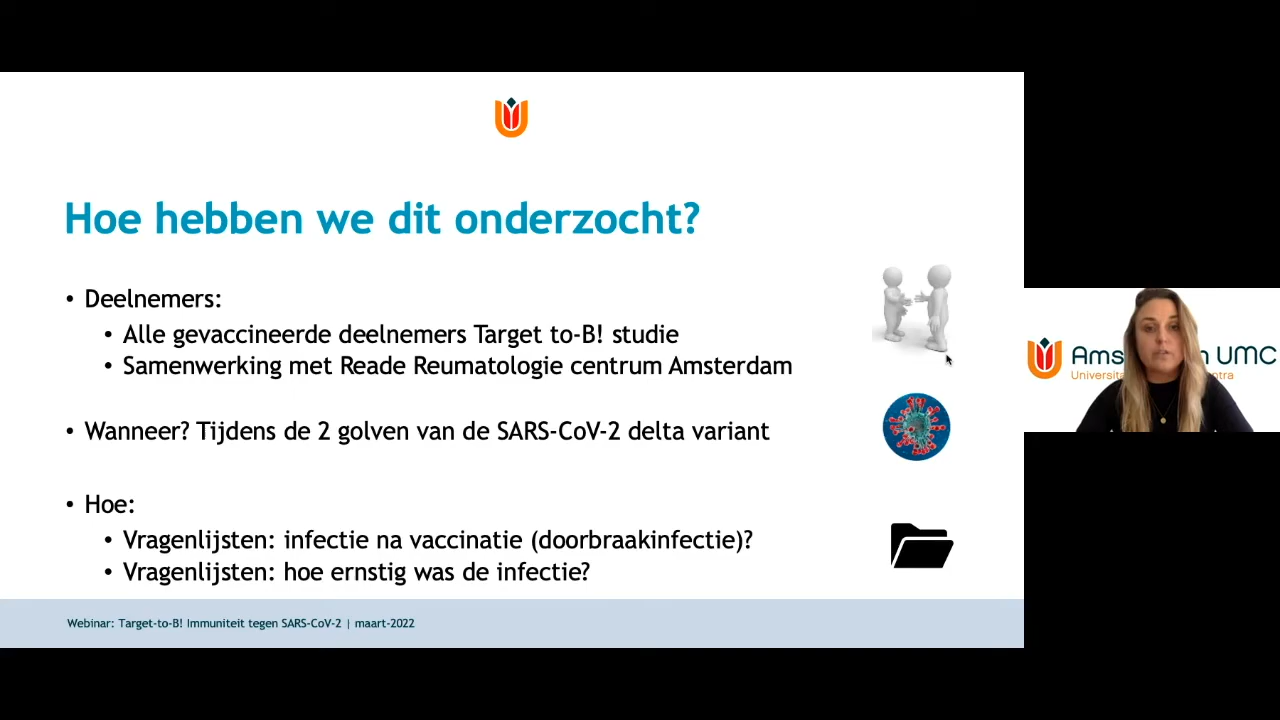 Hoe hebben we dit onderzocht?
• Deelnemers:
• Alle gevaccineerde deelnemers Target to-B! studie
• Samenwerking met Reade Reumatologie centrum Amsterdam
• Wanneer? Tijdens de 2 golven van de SARS-CoV-2 delta variant
• Hoe:
• Vragenlijsten: infectie na vaccinatie (doorbraakinfectie)?
• Vragenlijsten: hoe ernstig was de infectie?
Webinar: Target-to-B! Immuniteit tegen SARS-CoV-2 | maart-2022
UMC